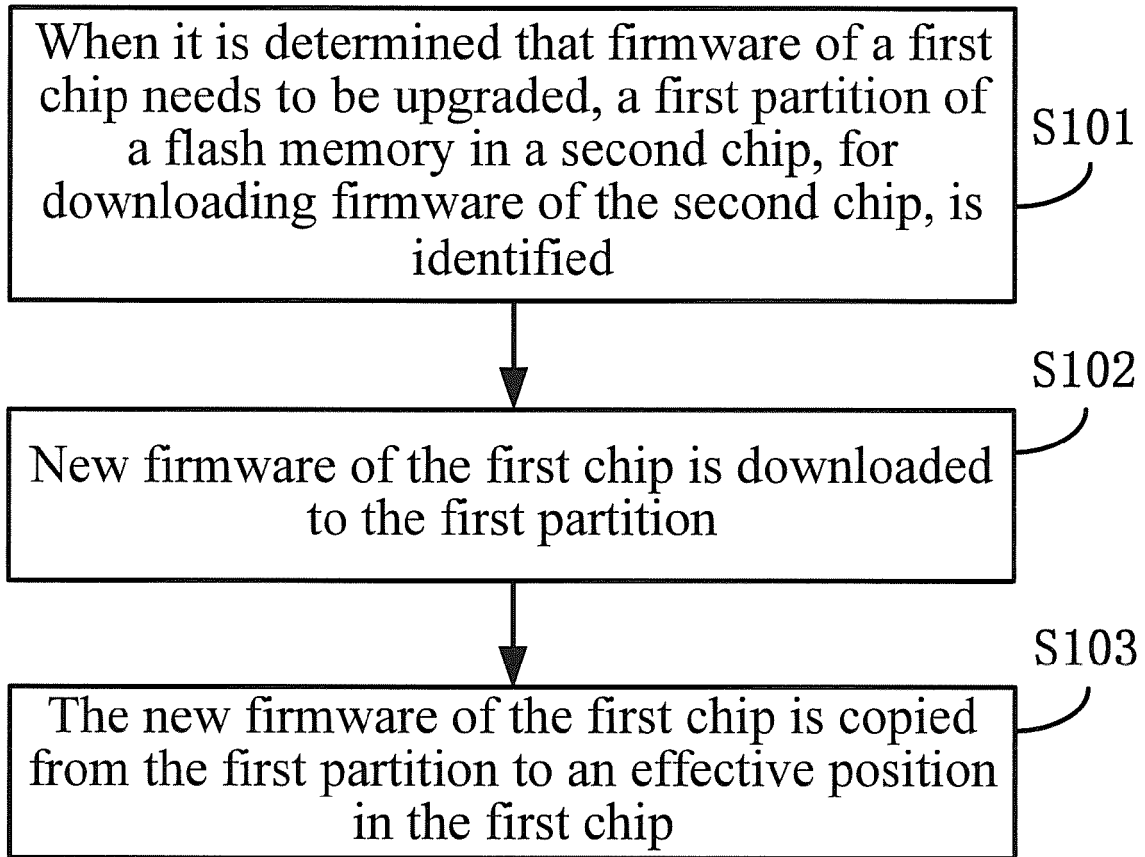 When it is determined that firmware of a first
chip needs to be upgraded, a first partition of
a flash memory in a second chip, for
downloading firmware of the second chip, is
identified
S101
New firmware of the first chip is downloaded
to the first partition
S102
The new firmware of the first chip is copied
from the first partition to an effective position
in the first chip
S103